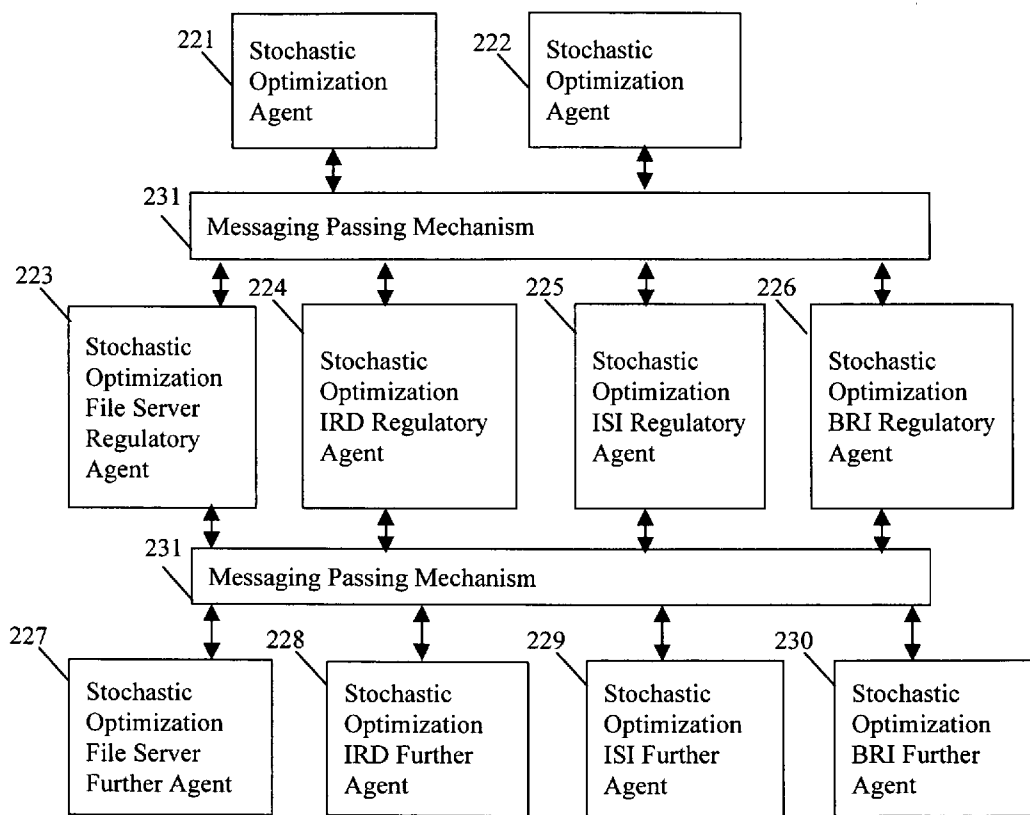 221
Stochastic
Optimization
Agent
222
Stochastic
Optimization
Agent
231
Messaging Passing Mechanism
223
Stochastic
Optimization
File Server
Regulatory
Agent
224
Stochastic
Optimization
IRD Regulatory
Agent
225
Stochastic
Optimization
ISI Regulatory
Agent
226
Stochastic
Optimization
BRI Regulatory
Agent
231
Messaging Passing Mechanism
227
Stochastic
Optimization
File Server
Further Agent
228
Stochastic
Optimization
IRD Further
Agent
229
Stochastic
Optimization
ISI Further
Agent
230
Stochastic
Optimization
BRI Further
Agent